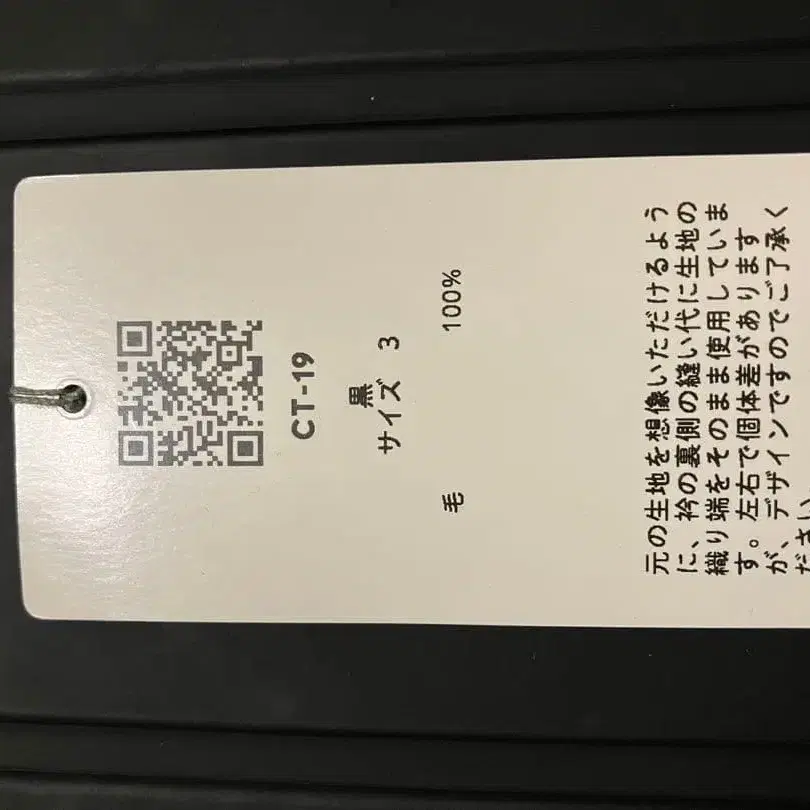 CT-19
黒
サイズ 3
毛 100%
元の生地を想像いただけるよう
に、衿の裏側の縫い代に生地の
織り端をそのまま使用していま
す。左右で個体差があります
が、デザインですのでご了承く
ださい